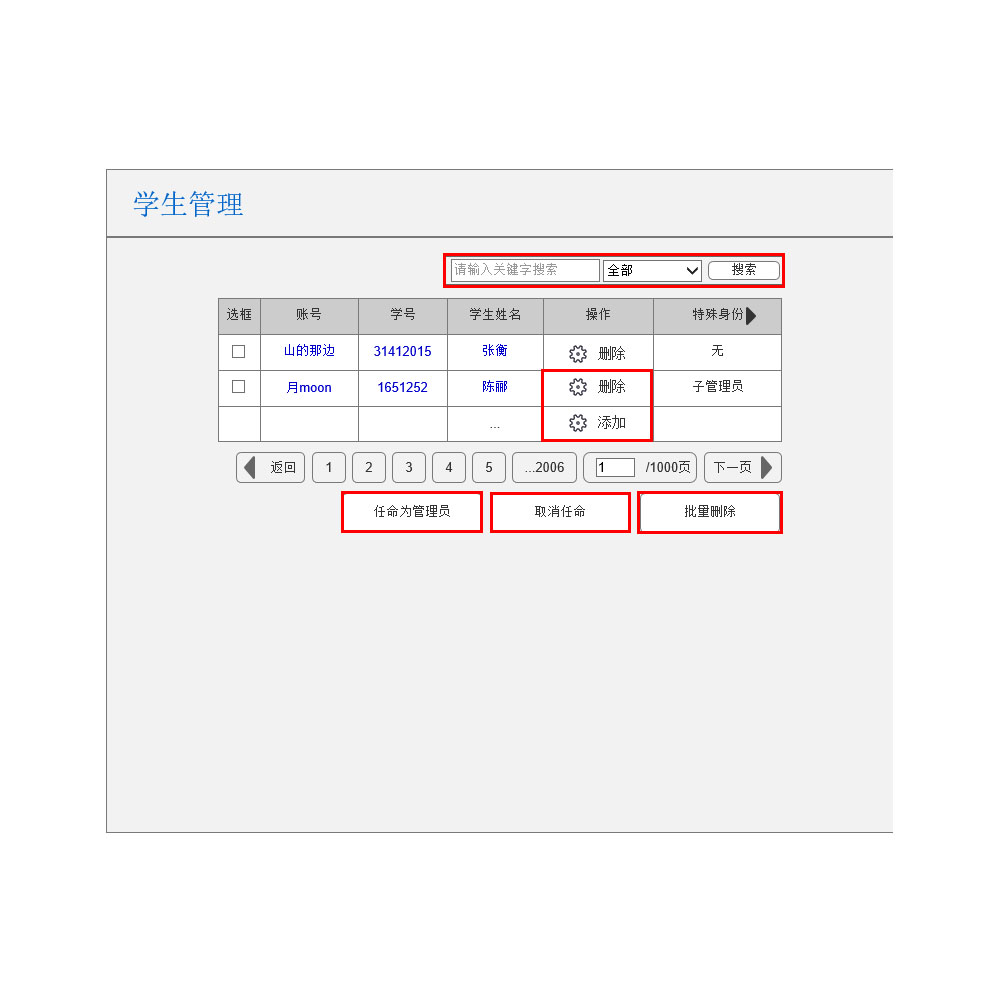 学生管理
请输入关键字搜索 全部 搜索
选框 账号 学号 学生姓名 操作 特殊身份
山的那边 31412015 张衡 删除 无
月moon 1651252 陈郦 删除 子管理员
... 添加
返回 1 2 3 4 5 ...2006 1 /1000页 下一页
任命为管理员 取消任命 批量删除